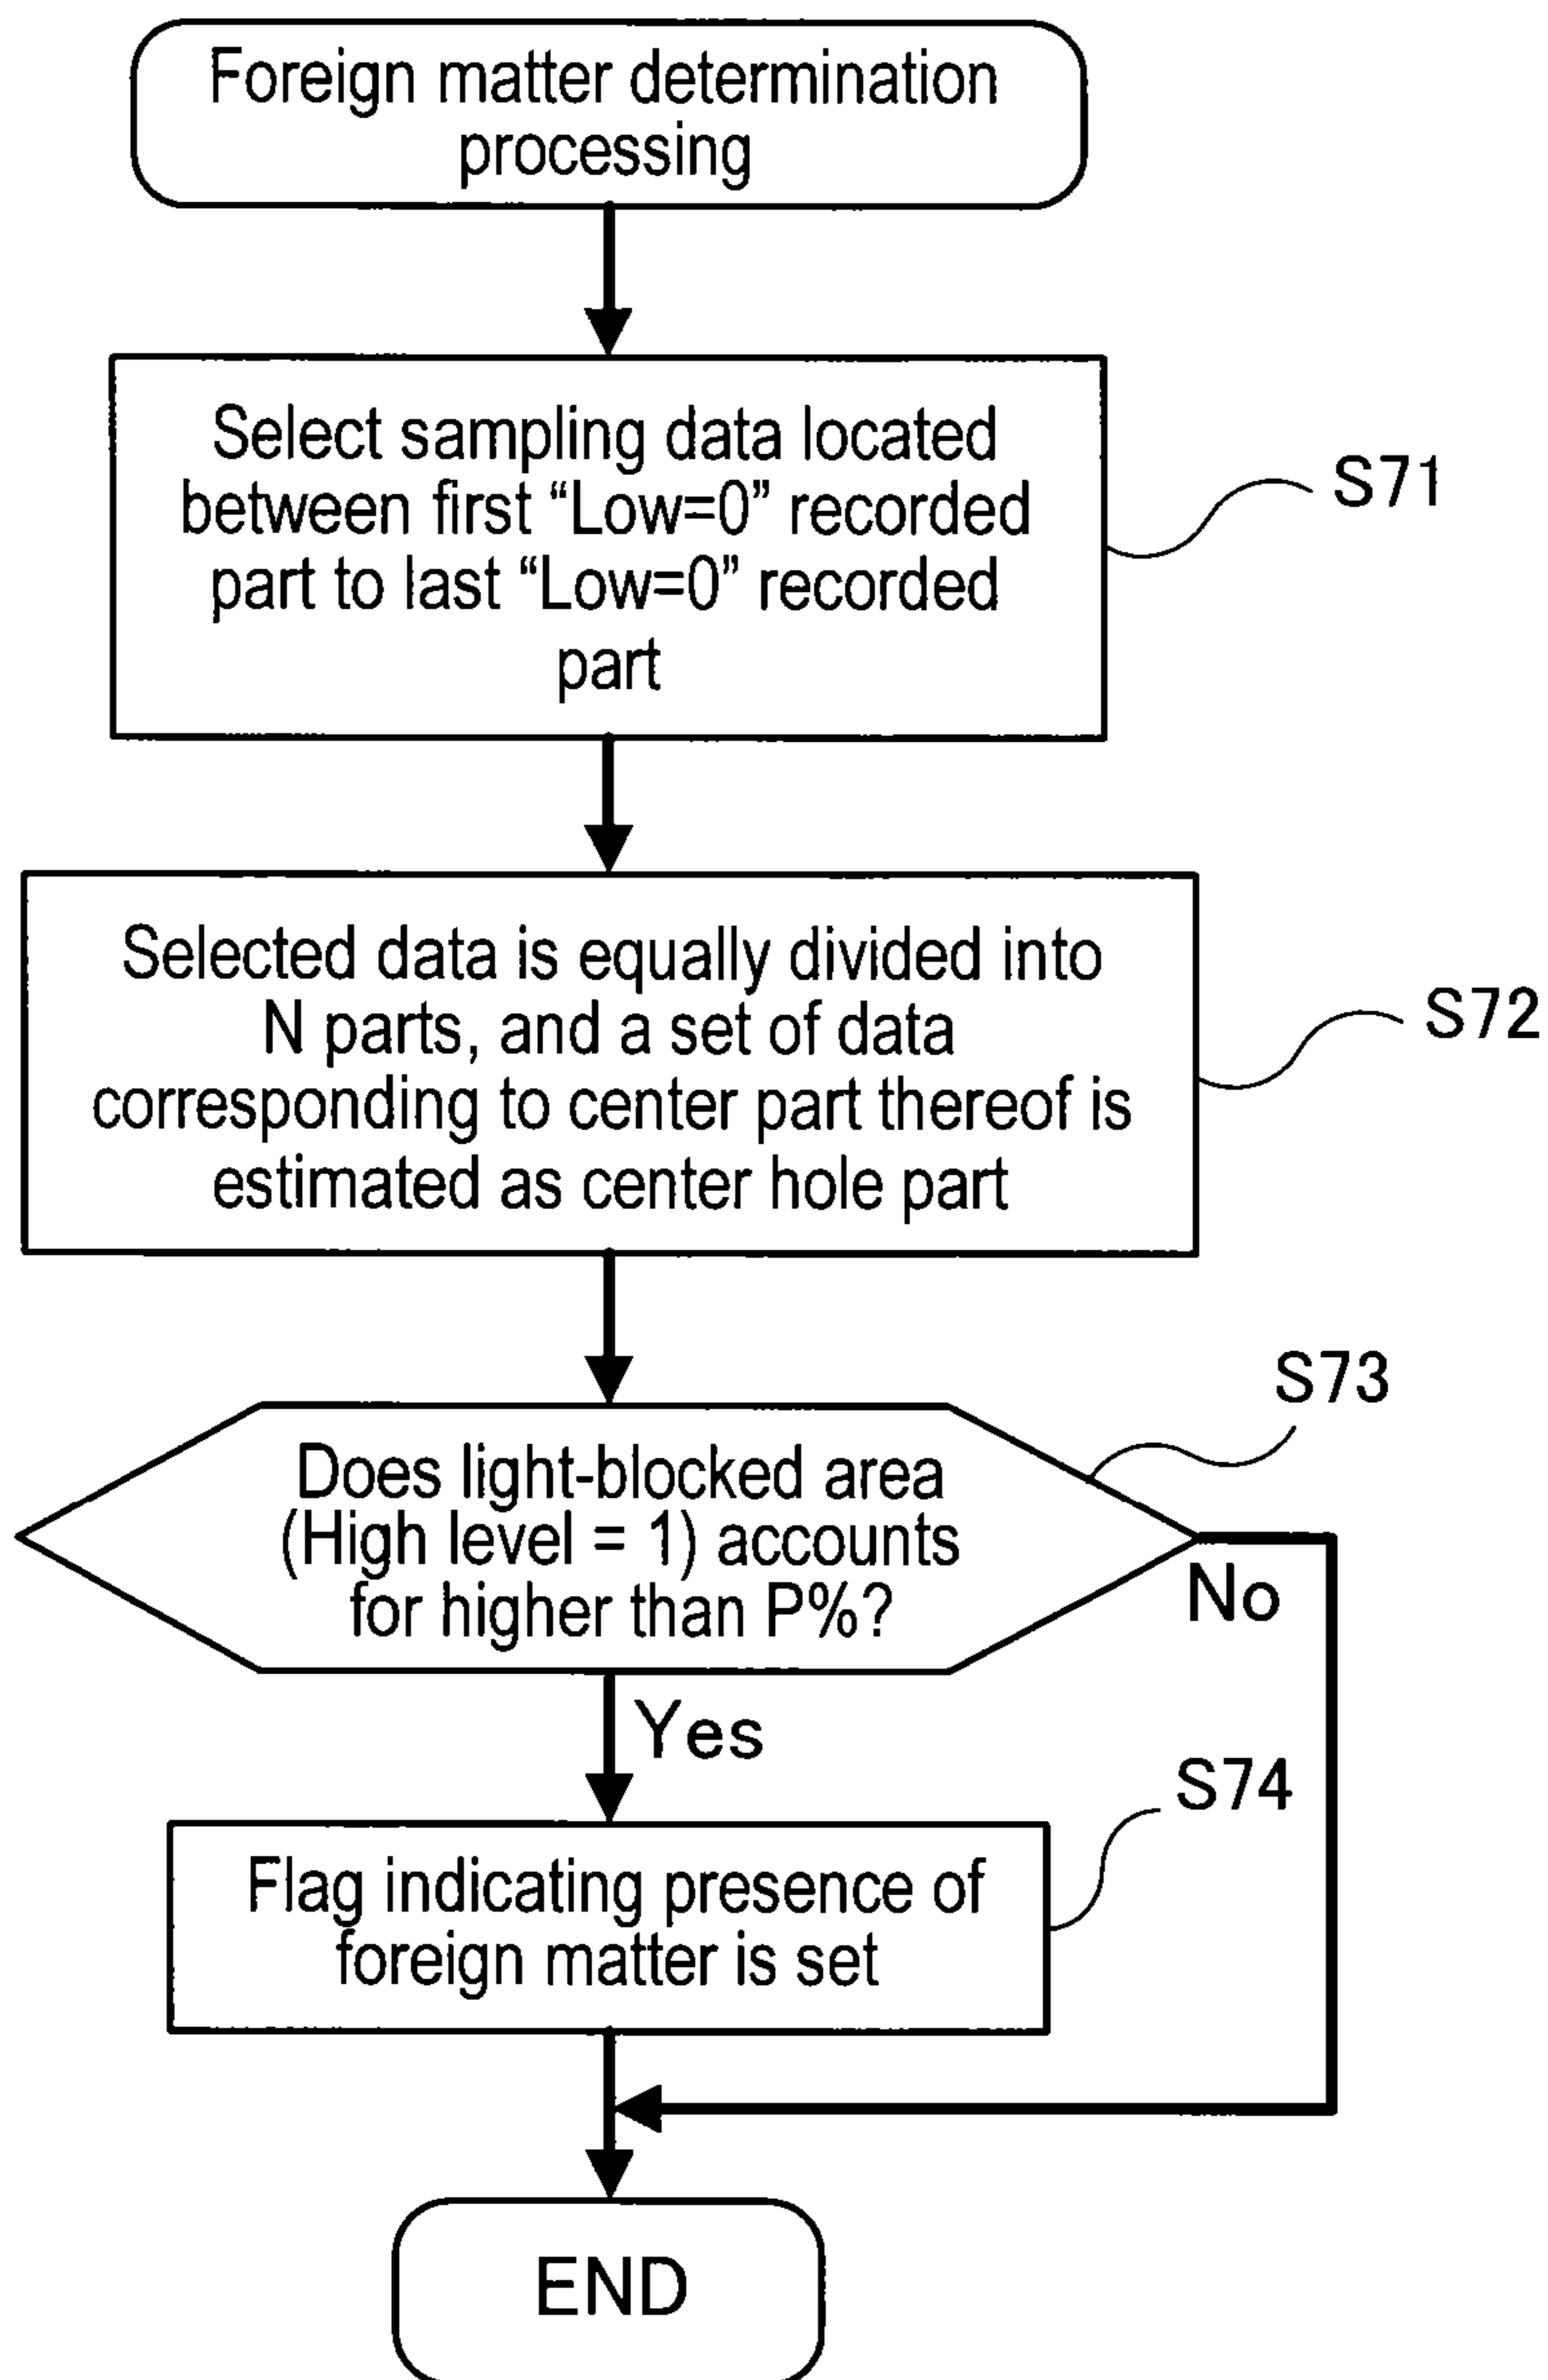 Foreign matter determination
processing
Select sampling data located
between first “Low=0” recorded
part to last “Low=0” recorded
part
S71
Selected data is equally divided into
N parts, and a set of data
corresponding to center part thereof is
estimated as center hole part
S72
Does light-blocked area
(High level = 1) accounts
for higher than P%?
S73
No
Yes
Flag indicating presence of
foreign matter is set
S74
END